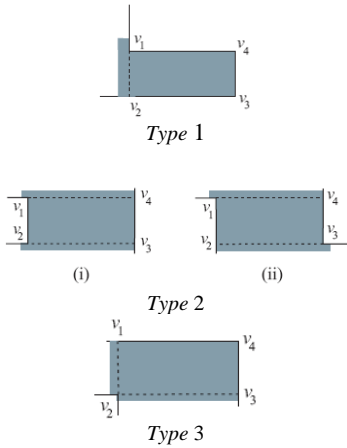 v1 v4
v2 v3
Type 1
v1 v4 v1 v4
v2 v3 v2 v3
(i) (ii)
Type 2
v1 v4
v2 v3
Type 3